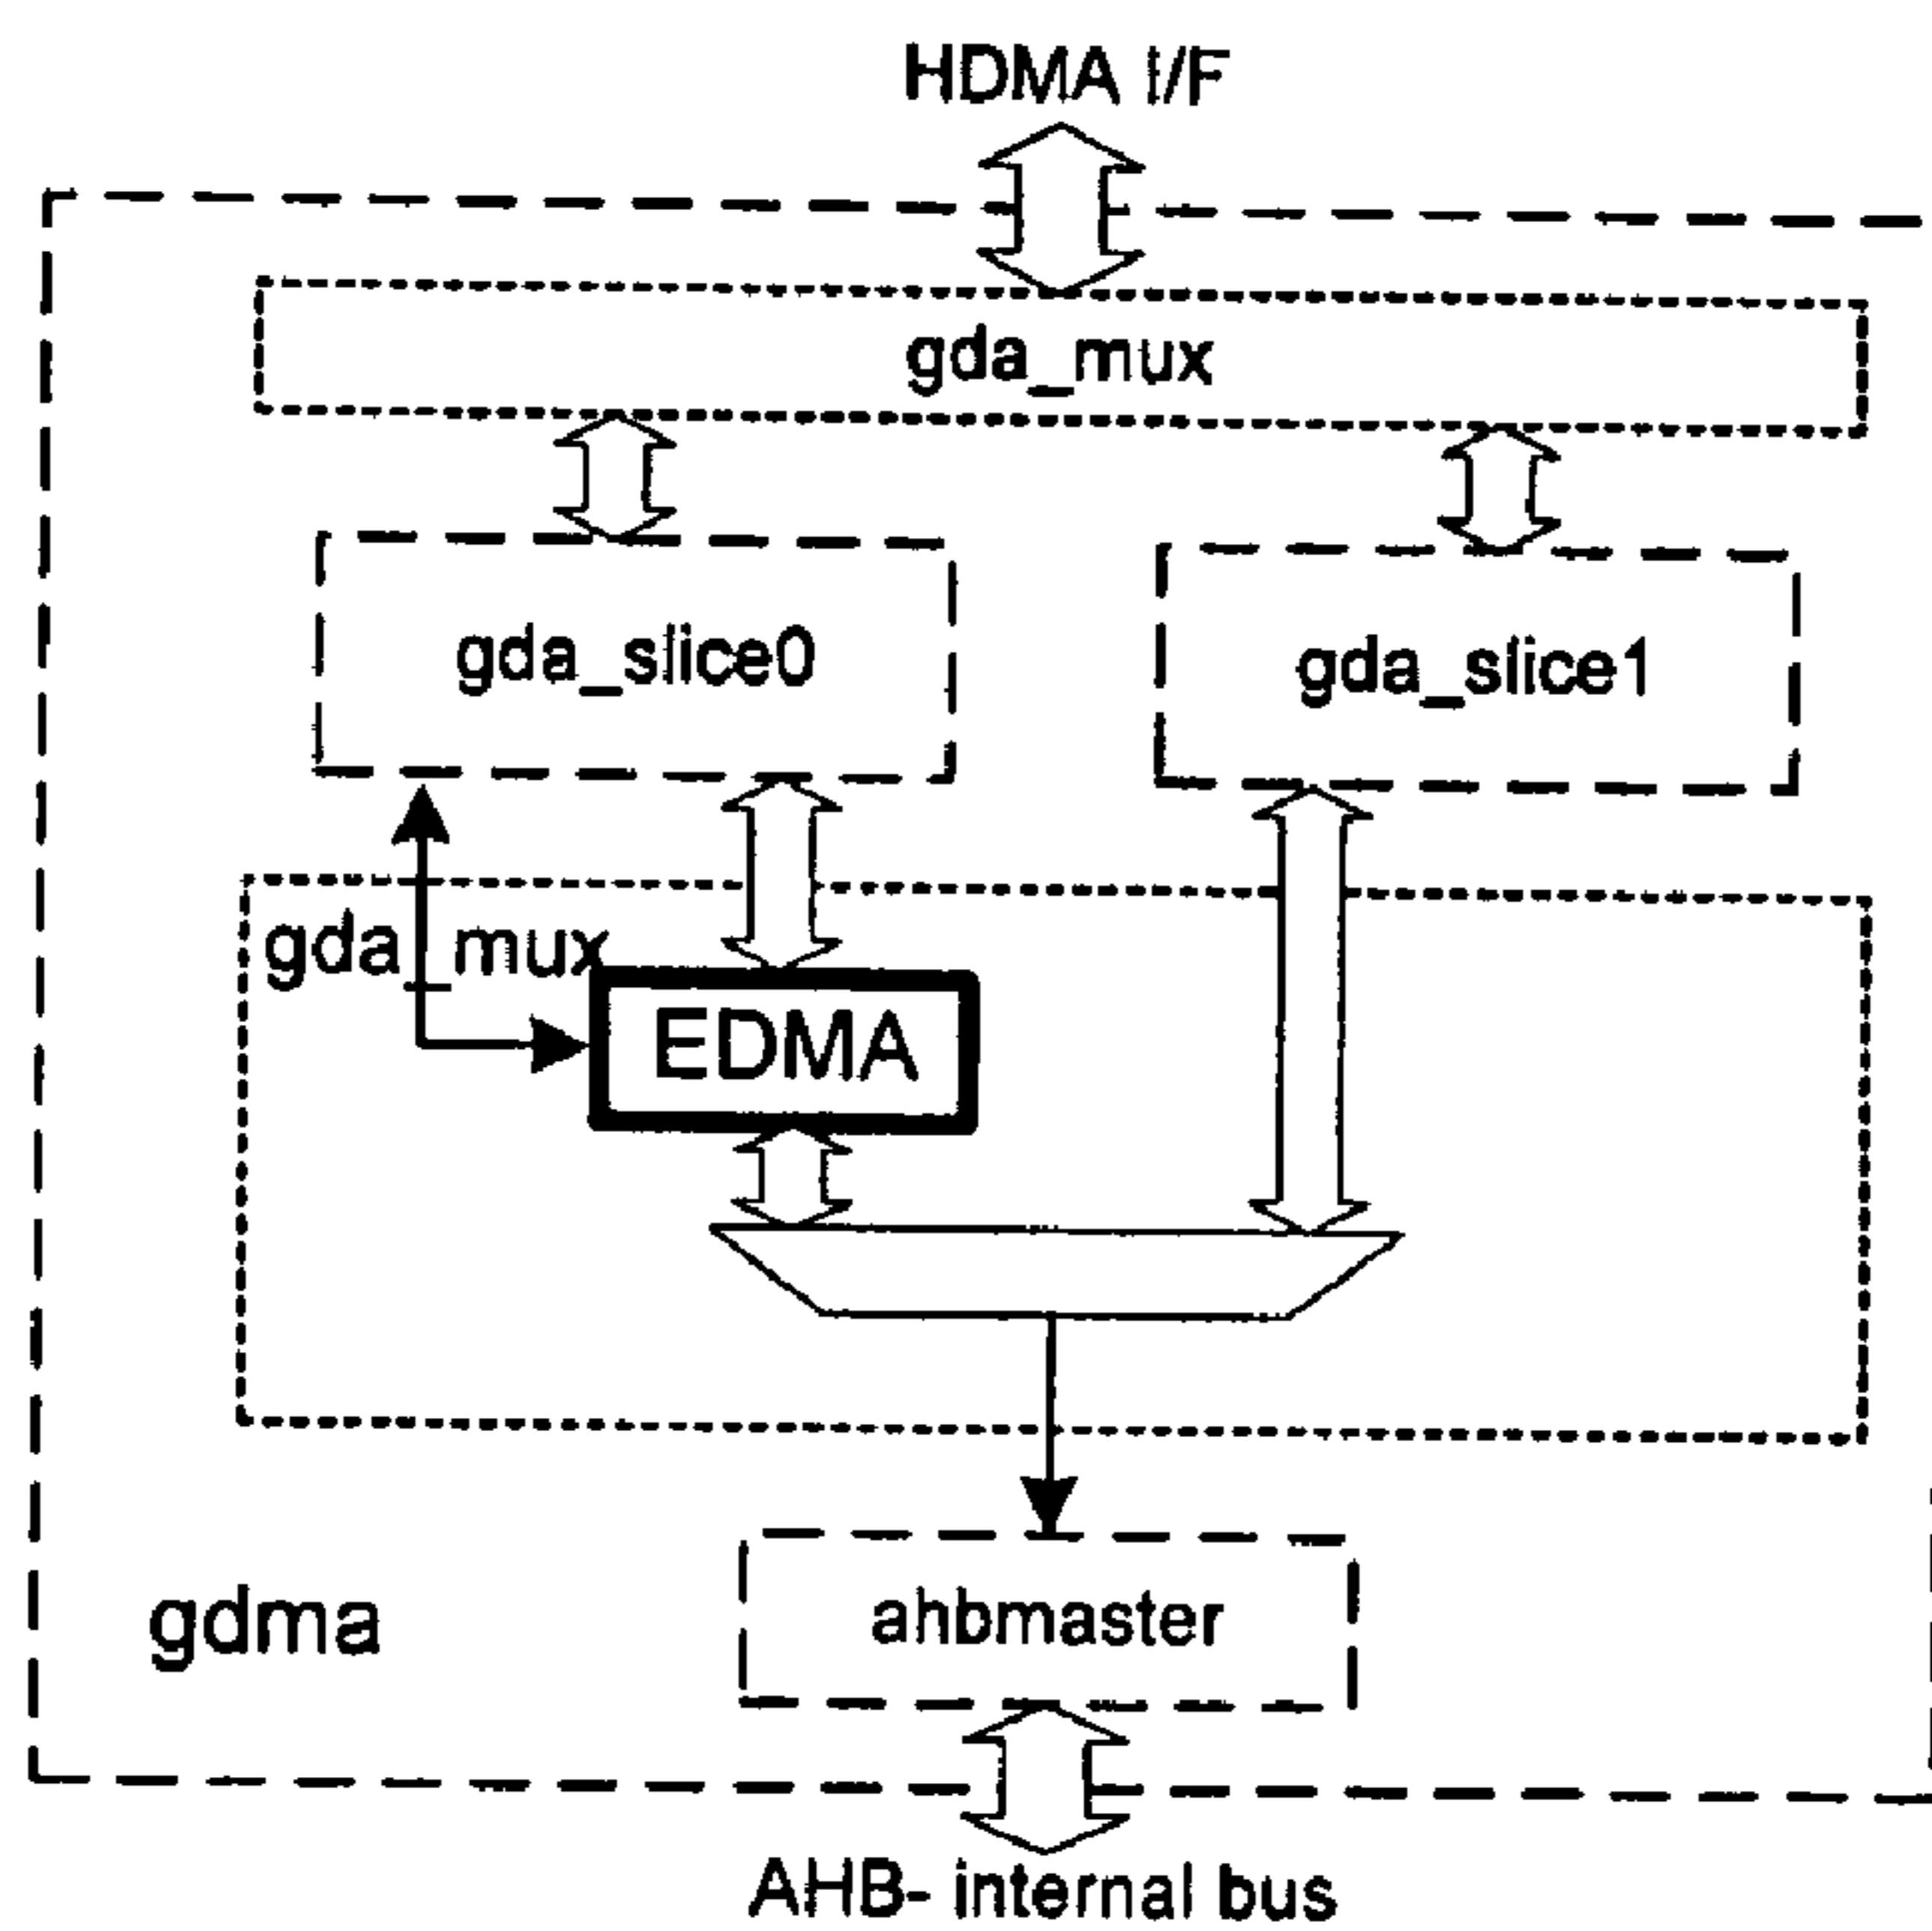 HDMA I/F
gda_mux
gda_slice0
gda_slice1
gda_mux
EDMA
ahbmaster
gdma
AHB- internal bus